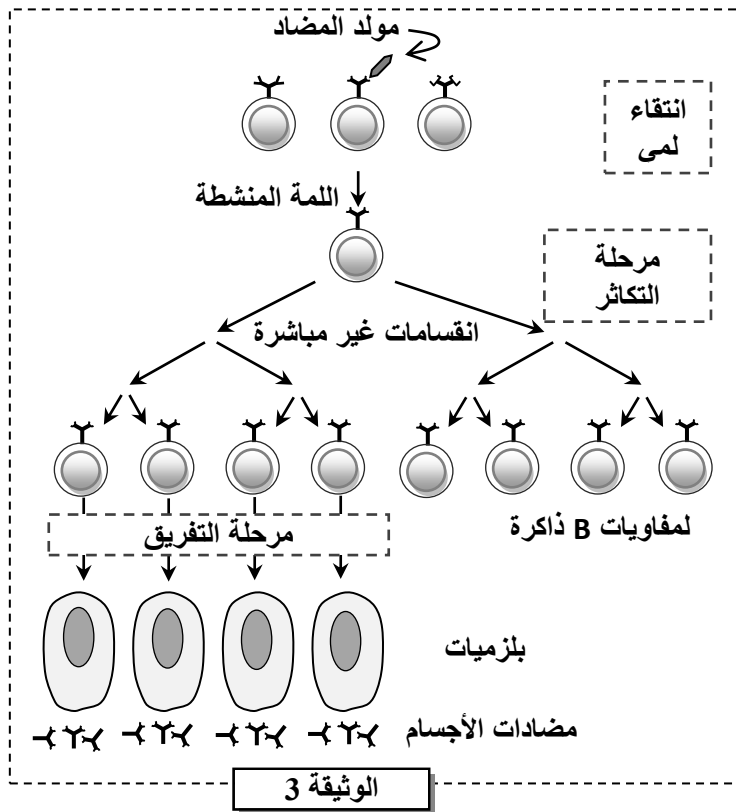 مولد المضاد
انتقاء
لمى
اللمة المنشطة
مرحلة
التكاثر
انقسامات غير مباشرة
لمفاويات B ذاكرة
مرحلة التفريق
بلزميات
مضادات الأجسام
الوثيقة 3